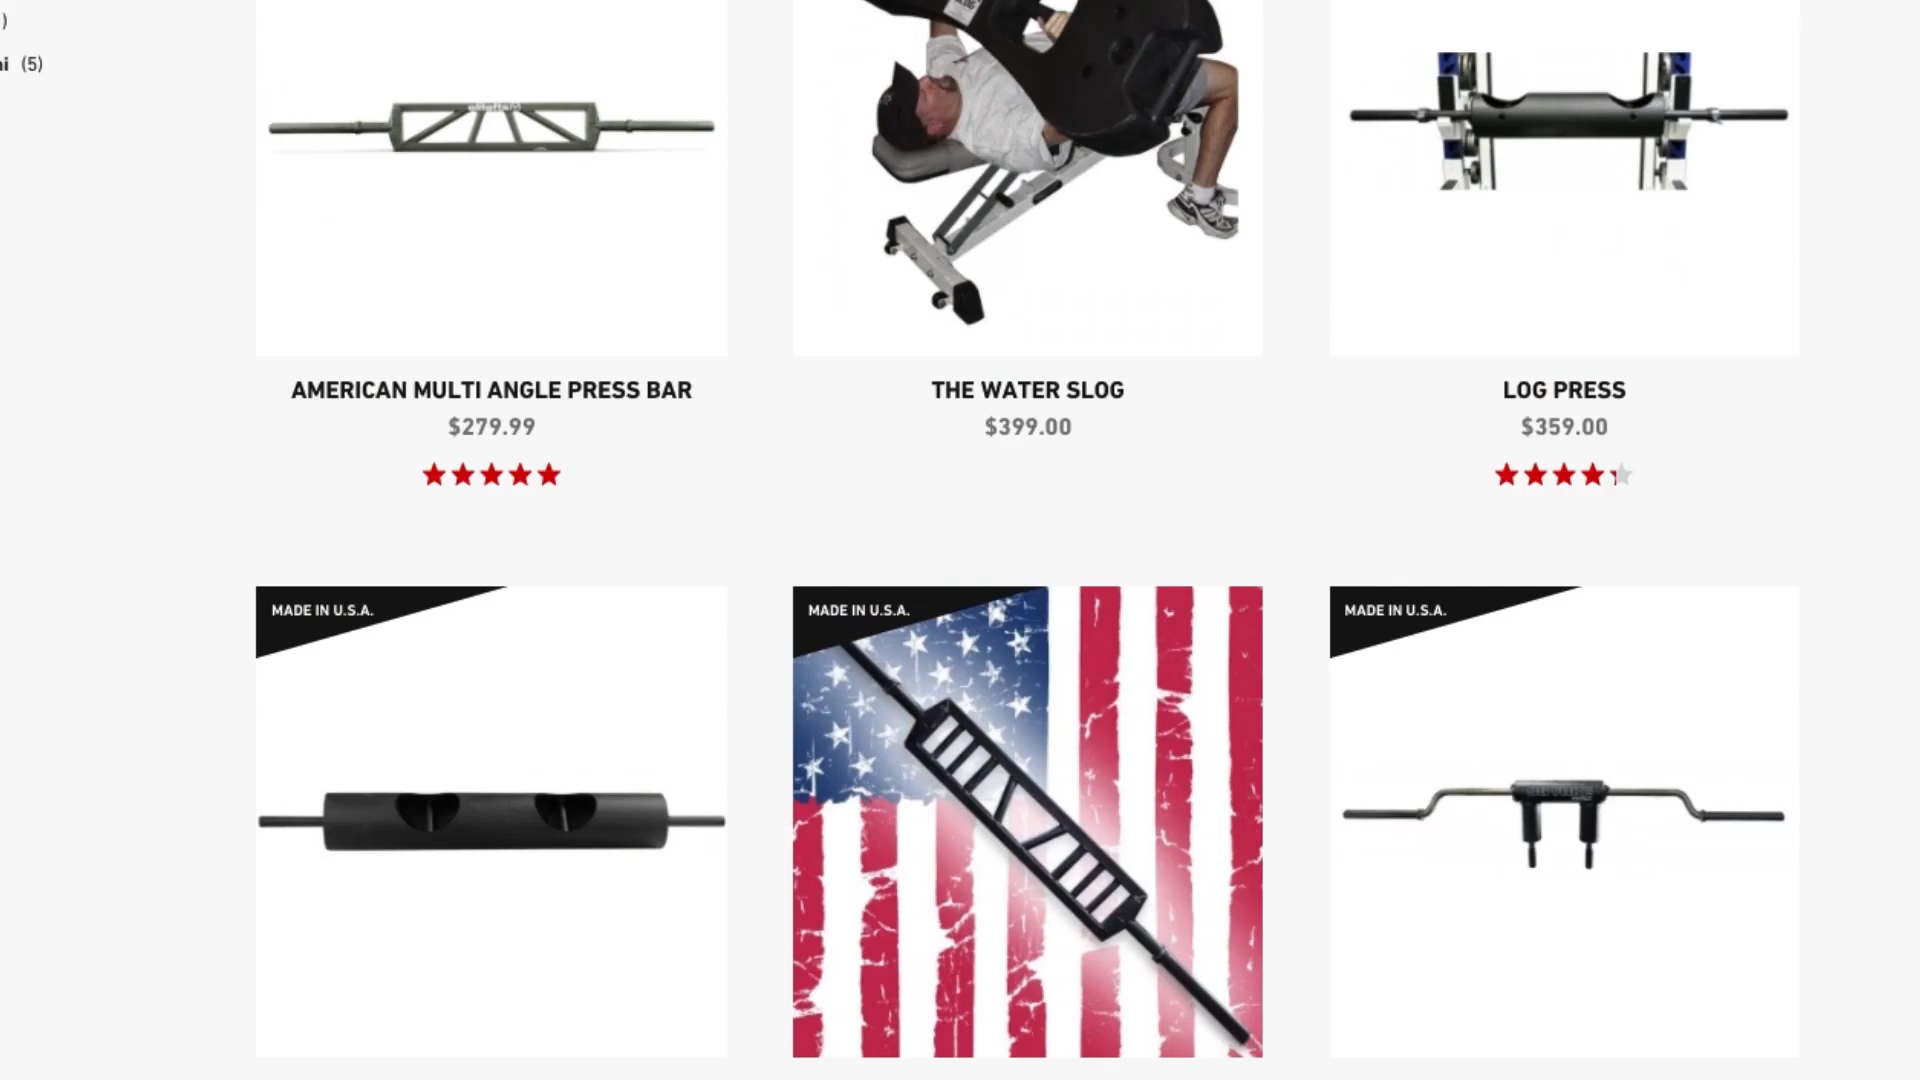 )
ni (5)
AMERICAN MULTI ANGLE PRESS BAR
$279.99
THE WATER SLOG
$399.00
LOG PRESS
$359.00
MADE IN U.S.A.
MADE IN U.S.A.
MADE IN U.S.A.